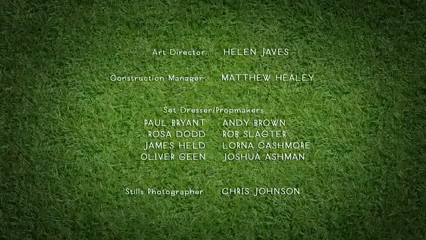 Art Director HELEN JAVES
Construction Manager MATTHEW HEALEY
Set Dresser/Propmakers
PAUL BRYANT ANDY BROWN
ROSA DODD ROB SLAGTER
JAMES HELD LORNA CASHMORE
OLIVER GEEN JOSHUA ASHMAN
Stills Photographer CHRIS JOHNSON